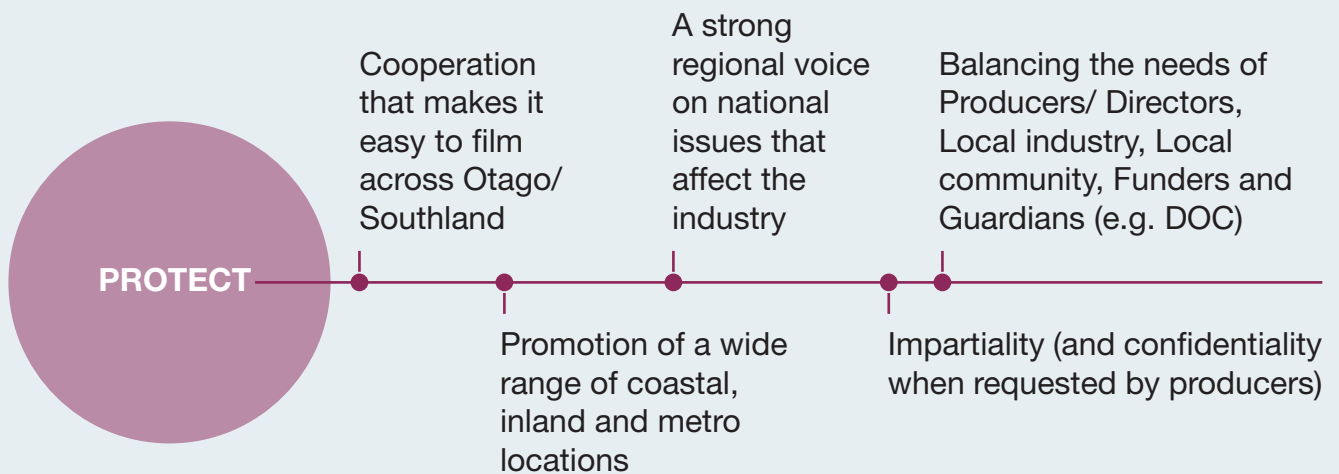 PROTECT
Cooperation
that makes it
easy to film
across Otago/
Southland
Promotion of a wide
range of coastal,
inland and metro
locations
A strong
regional voice
on national
issues that
affect the
industry
Impartiality (and confidentiality
when requested by producers)
Balancing the needs of
Producers/ Directors,
Local industry, Local
community, Funders and
Guardians (e.g. DOC)